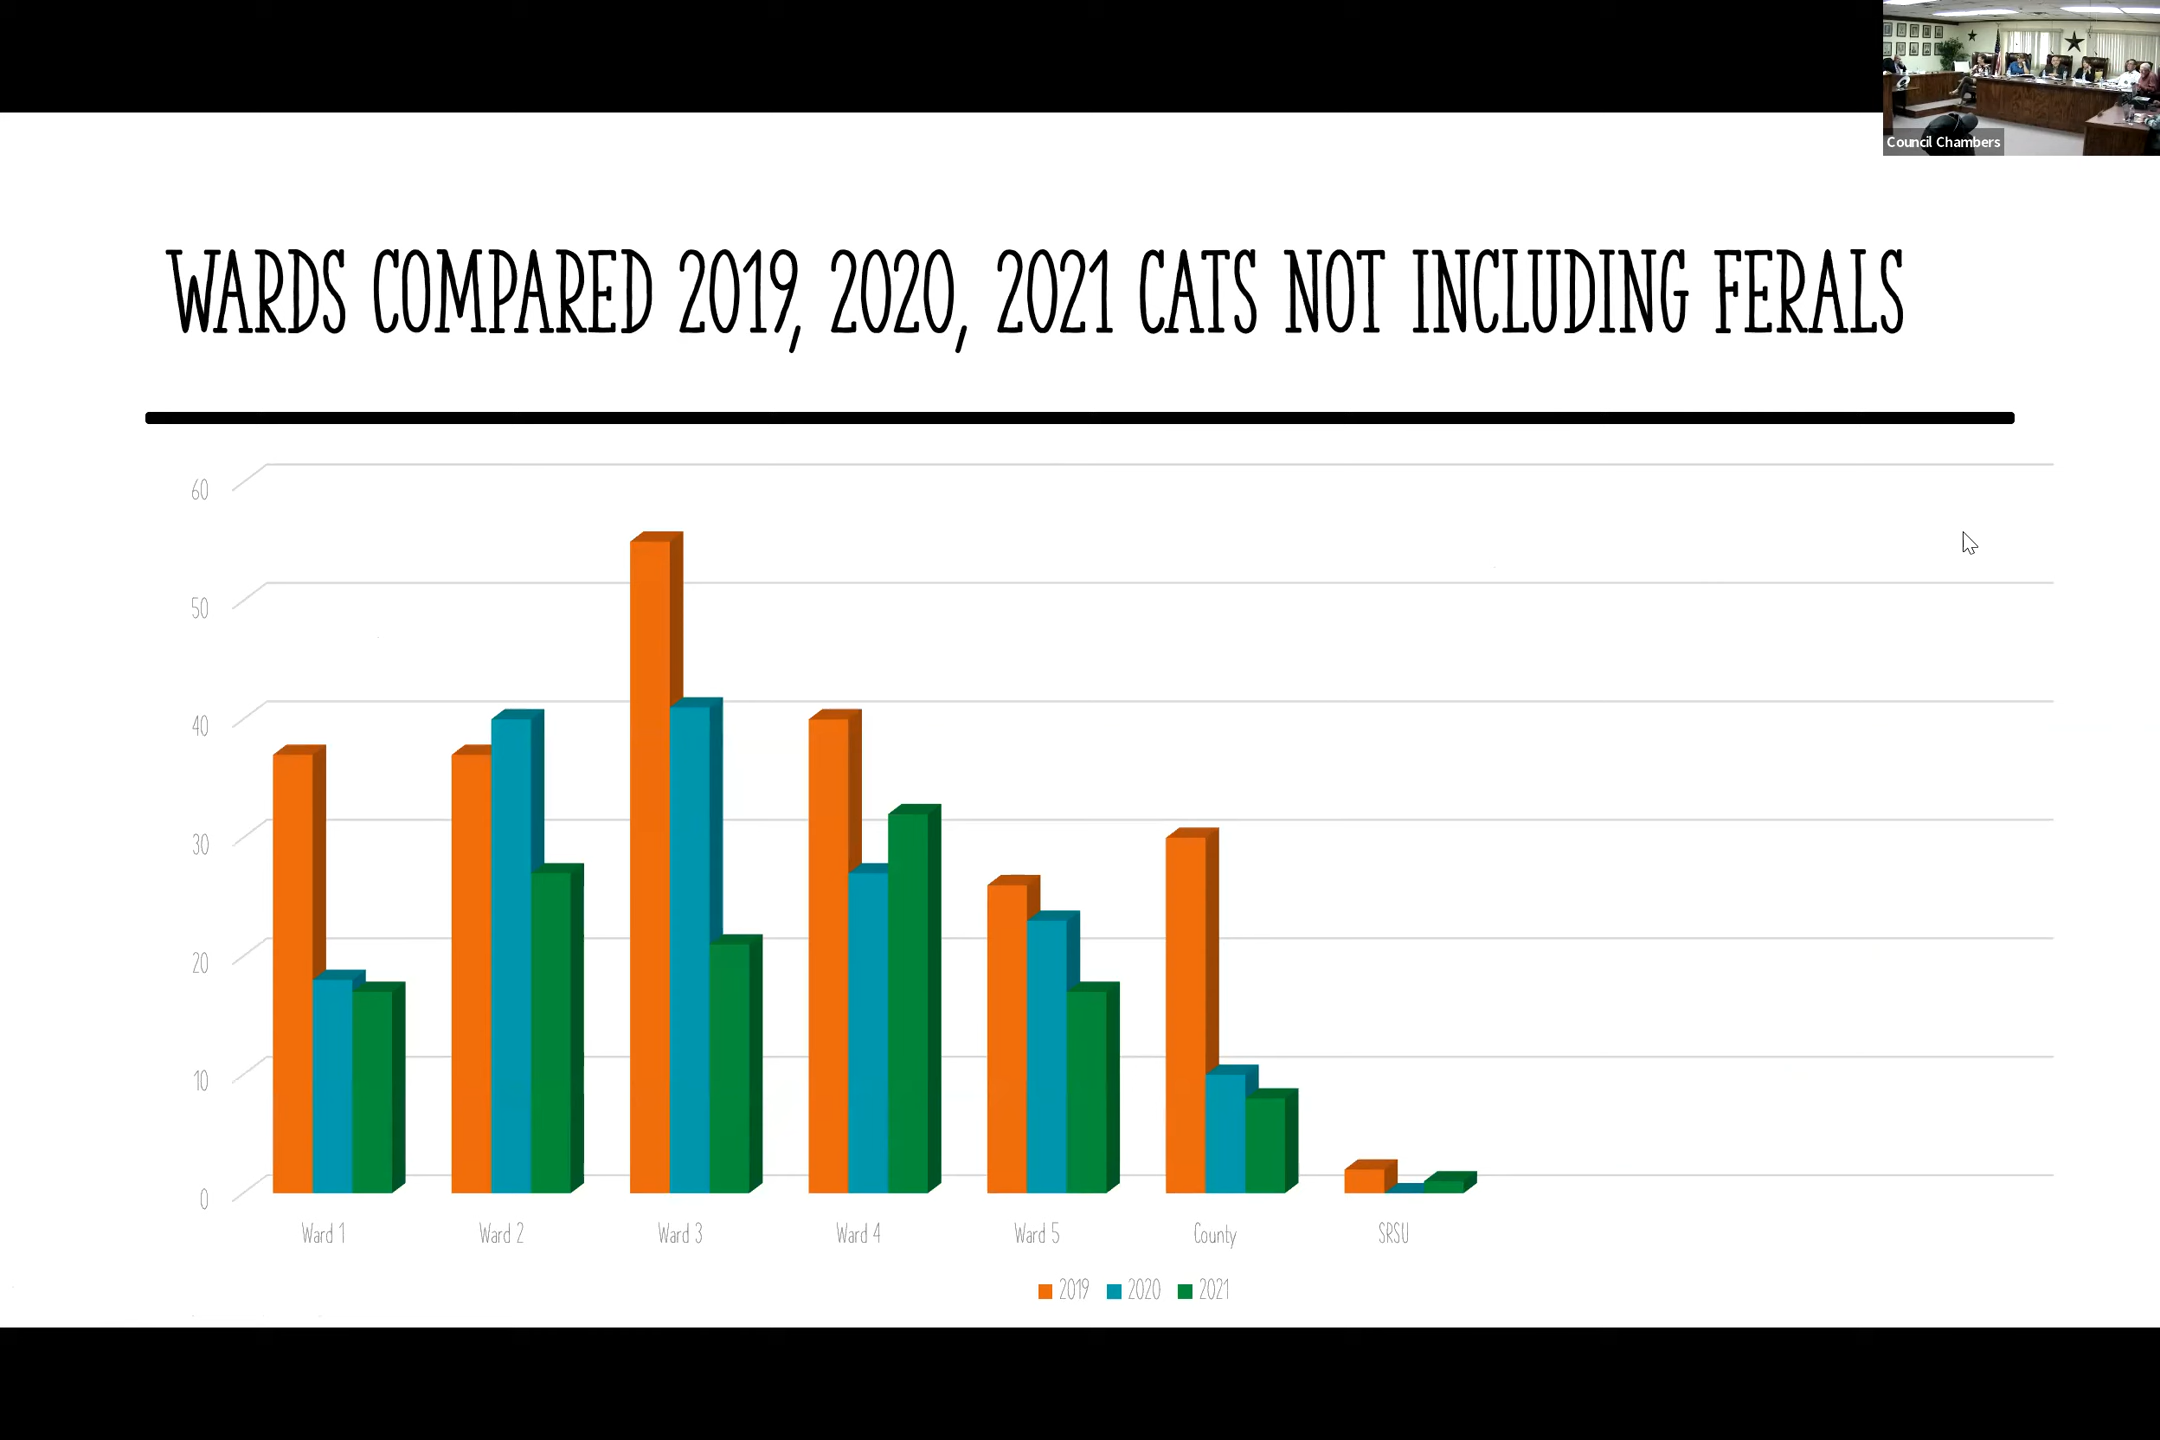 Council Chambers
WARDS COMPARED 2019, 2020, 2021 CATS NOT INCLUDING FERALS
60
50
40
30
20
10
0
Ward 1 Ward 2 Ward 3 Ward 4 Ward 5 County SRSU
2019 2020 2021